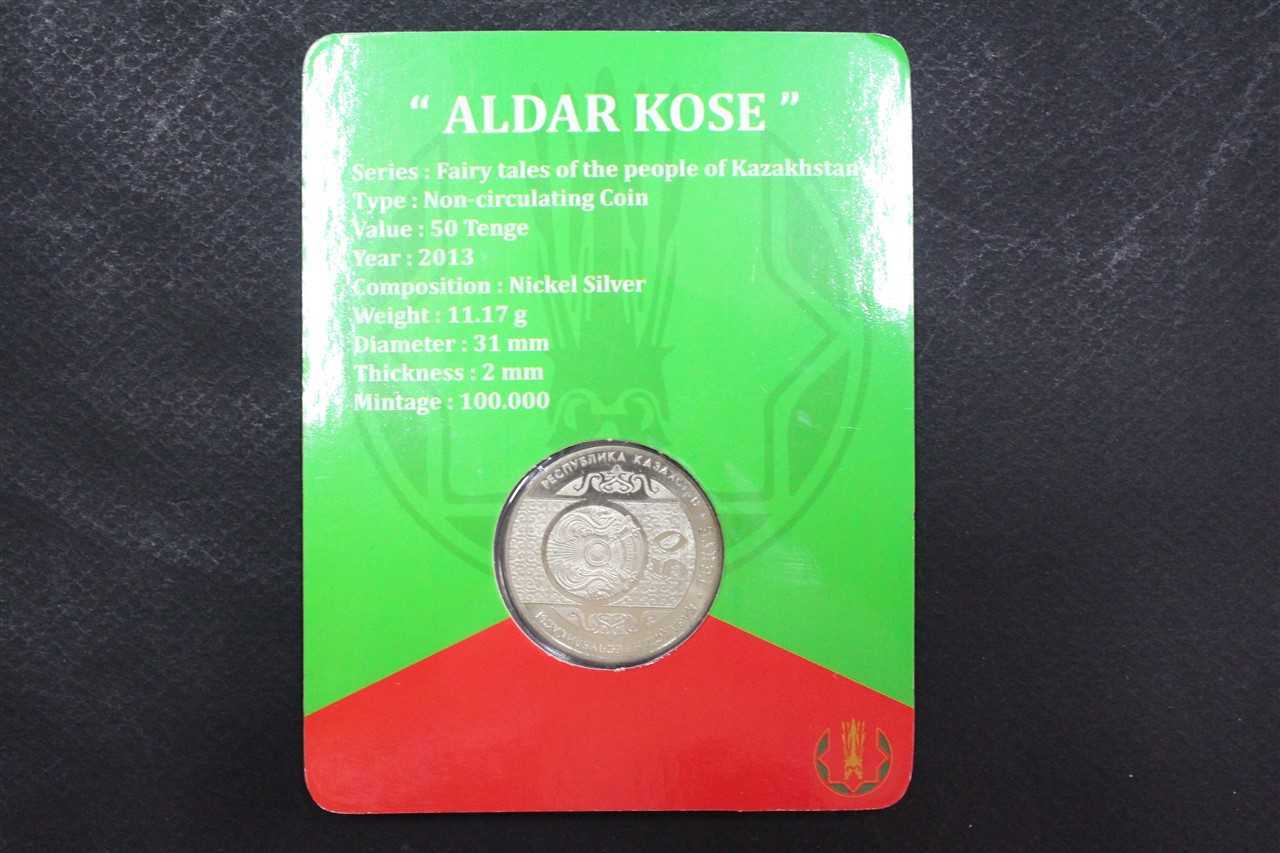 “ ALDAR KOSE ”
Series : Fairy tales of the people of Kazakhstan
Type : Non-circulating Coin
Value : 50 Tenge
Year : 2013
Composition : Nickel Silver
Weight : 11.17 g
Diameter : 31 mm
Thickness : 2 mm
Mintage : 100.000
РЕСПУБЛИКА КАЗАХСТАН
50